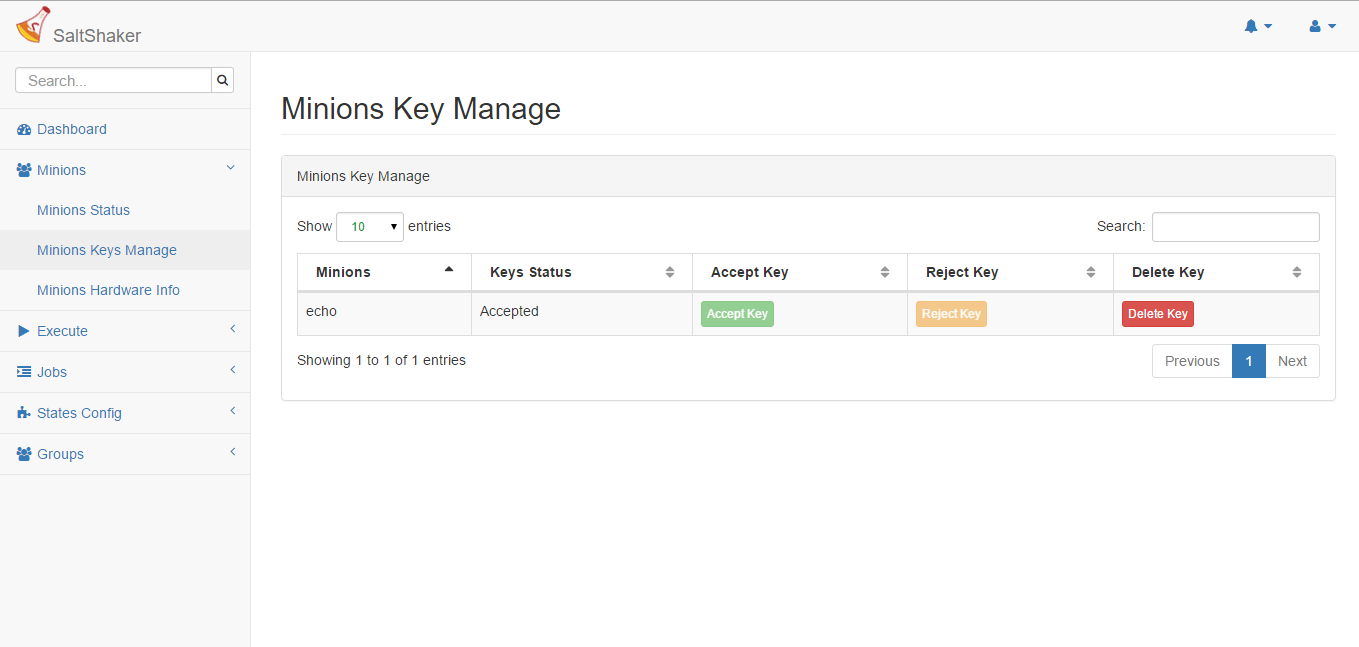 SaltShaker
Search...
Dashboard
Minions
Minions Status
Minions Keys Manage
Minions Hardware Info
Execute
Jobs
States Config
Groups
Minions Key Manage
Minions Key Manage
Show 10 entries Search:
Minions Keys Status Accept Key Reject Key Delete Key
echo Accepted Accept Key Reject Key Delete Key
Showing 1 to 1 of 1 entries Previous 1 Next